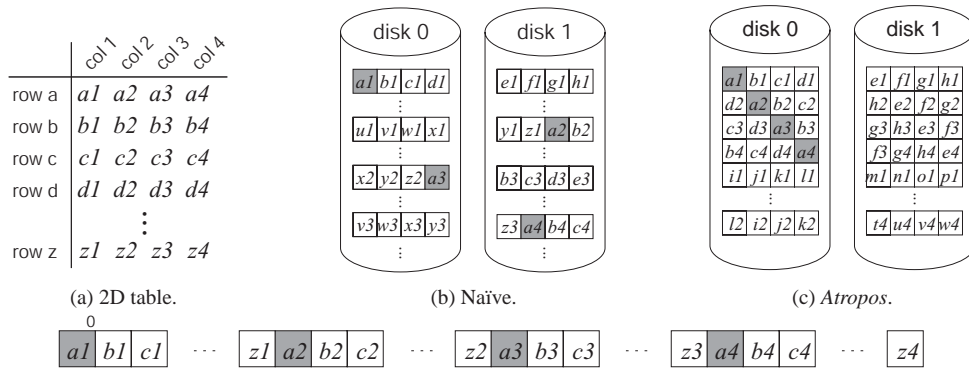 col 1 col 2 col 3 col 4
row a a1 a2 a3 a4
row b b1 b2 b3 b4
row c c1 c2 c3 c4
row d d1 d2 d3 d4
⋮
row z z1 z2 z3 z4
(a) 2D table.
disk 0
a1 b1 c1 d1
⋮
u1 v1 w1 x1
⋮
x2 y2 z2 a3
⋮
v3 w3 x3 y3
⋮
disk 1
e1 f1 g1 h1
⋮
y1 z1 a2 b2
⋮
b3 c3 d3 e3
⋮
z3 a4 b4 c4
⋮
(b) Naïve.
disk 0
a1 b1 c1 d1
d2 a2 b2 c2
c3 d3 a3 b3
b4 c4 d4 a4
i1 j1 k1 l1
⋮
l2 i2 j2 k2
disk 1
e1 f1 g1 h1
h2 e2 f2 g2
g3 h3 e3 f3
f3 g4 h4 e4
m1 n1 o1 p1
⋮
t4 u4 v4 w4
(c) Atropos.
0
a1 b1 c1 ··· z1 a2 b2 c2 ··· z2 a3 b3 c3 ··· z3 a4 b4 c4 ··· z4